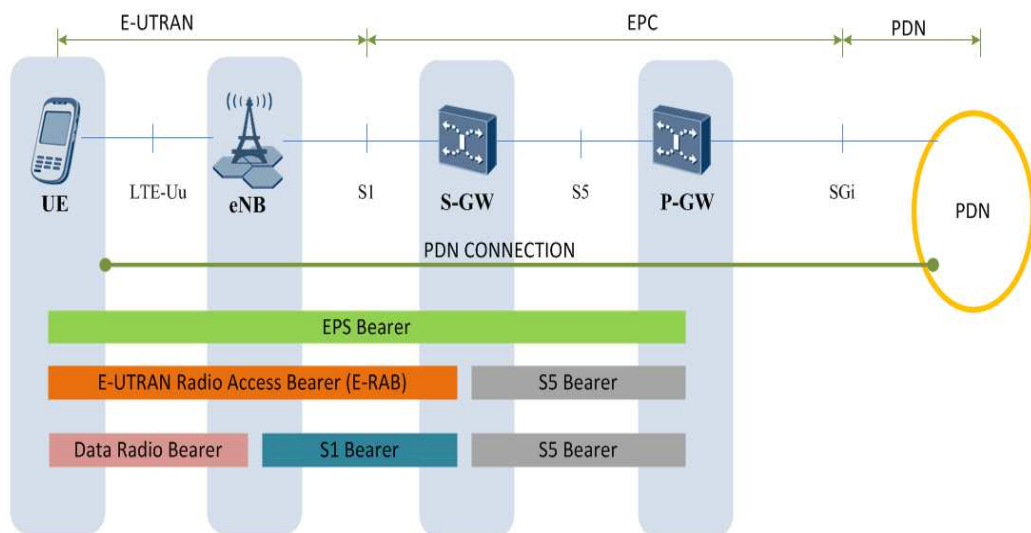 E-UTRAN
EPC
PDN
UE
LTE-Uu
eNB
S1
S-GW
S5
P-GW
SGi
PDN
PDN CONNECTION
EPS Bearer
E-UTRAN Radio Access Bearer (E-RAB)
S5 Bearer
Data Radio Bearer
S1 Bearer
S5 Bearer